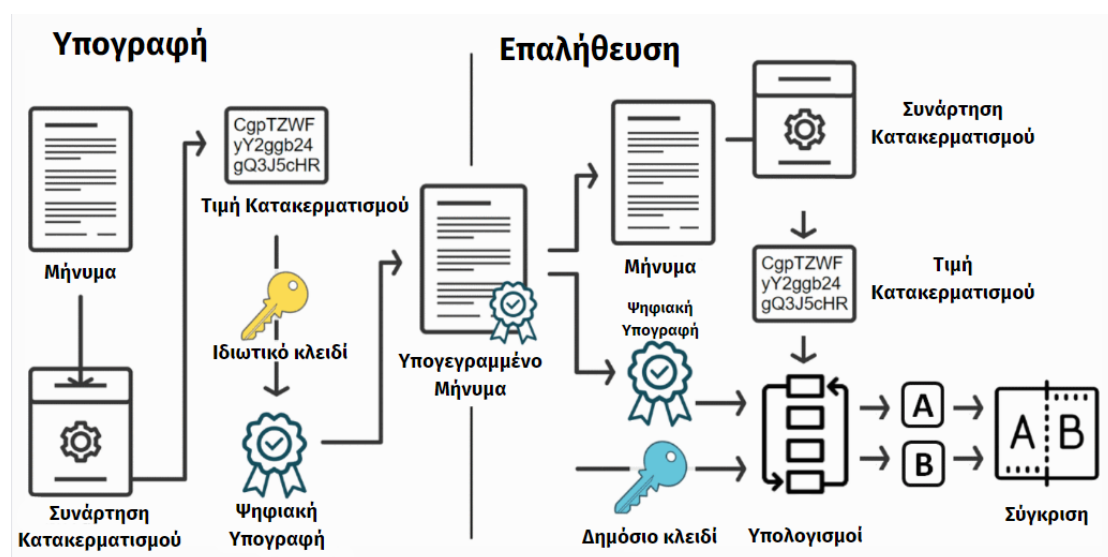 Υπογραφή
Μήνυμα
Συνάρτηση
Κατακερματισμού
CgpTZWF
yY2ggb24
gQ3J5cHR
Τιμή Κατακερματισμού
Ιδιωτικό κλειδί
Ψηφιακή
Υπογραφή
Υπογεγραμμένο
Μήνυμα
Επαλήθευση
Μήνυμα
Συνάρτηση
Κατακερματισμού
CgpTZWF
yY2ggb24
gQ3J5cHR
Τιμή
Κατακερματισμού
Ψηφιακή
Υπογραφή
Δημόσιο κλειδί
Υπολογισμοί
A
B
A B
Σύγκριση